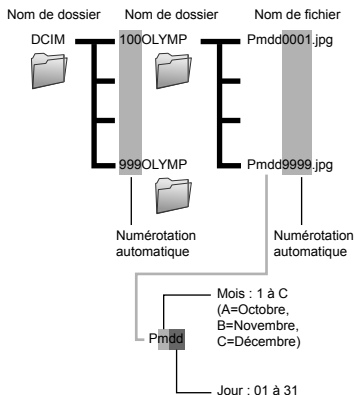 Nom de dossier
Nom de dossier
Nom de fichier
DCIM
100OLYMP
Pmdd0001.jpg
999OLYMP
Pmdd9999.jpg
Numérotation
automatique
Numérotation
automatique
Mois : 1 à C
(A=Octobre,
B=Novembre,
C=Décembre)
Pmdd
Jour : 01 à 31